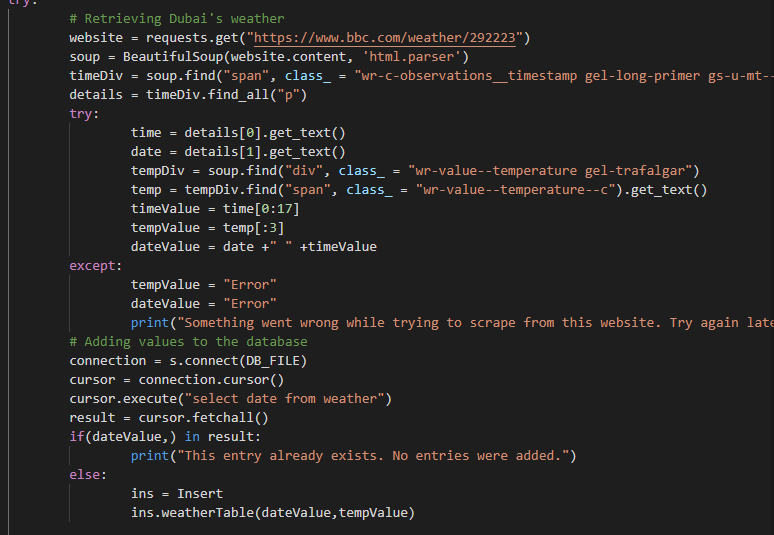 try:
# Retrieving Dubai's weather
website = requests.get("https://www.bbc.com/weather/292223")
soup = BeautifulSoup(website.content, 'html.parser')
timeDiv = soup.find("span", class_ = "wr-c-observations__timestamp gel-long-primer gs-u-mt--
details = timeDiv.find_all("p")
try:
time = details[0].get_text()
date = details[1].get_text()
tempDiv = soup.find("div", class_ = "wr-value--temperature gel-trafalgar")
temp = tempDiv.find("span", class_ = "wr-value--temperature--c").get_text()
timeValue = time[0:17]
tempValue = temp[:3]
dateValue = date +" " +timeValue
except:
tempValue = "Error"
dateValue = "Error"
print("Something went wrong while trying to scrape from this website. Try again late
# Adding values to the database
connection = s.connect(DB_FILE)
cursor = connection.cursor()
cursor.execute("select date from weather")
result = cursor.fetchall()
if(dateValue,) in result:
print("This entry already exists. No entries were added.")
else:
ins = Insert
ins.weatherTable(dateValue,tempValue)